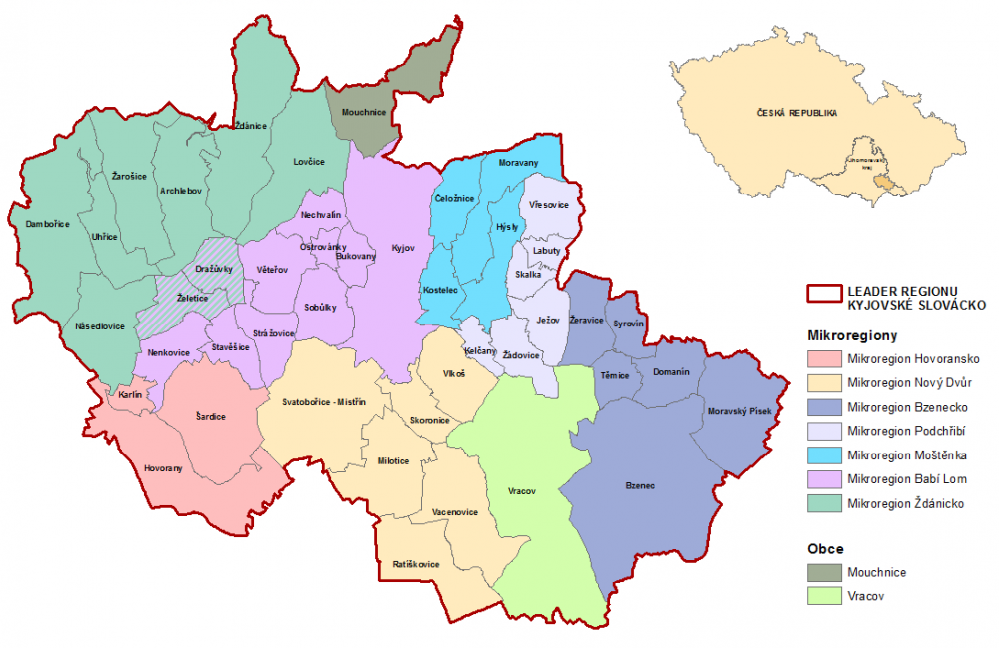 ČESKÁ REPUBLIKA
Jihomoravský
kraj
Mouchnice
Ždánice
Lovčice
Moravany
Žarošice
Archlebov
Čeložnice
Vřesovice
Dambořice
Uhřice
Nechvalín
Hýsly
Ostrovánky
Bukovany
Kyjov
Labuty
Dražůvky
Věteřov
Skalka
Želetice
Kostelec
LEADER REGIONU
KYJOVSKÉ SLOVÁCKO
Sobůlky
Násedlovice
Strážovice
Ježov
Žeravice
Syrovín
Mikroregiony
Stavěšice
Nenkovice
Kelčany
Žádovice
Mikroregion Hovoransko
Vlkoš
Těmice
Domanín
Mikroregion Nový Dvůr
Karlín
Svatobořice - Mistřín
Mikroregion Bzenecko
Šardice
Skoronice
Moravský Písek
Mikroregion Podchřibí
Mikroregion Moštěnka
Hovorany
Milotice
Mikroregion Babí Lom
Vracov
Bzenec
Mikroregion Ždánicko
Vacenovice
Obce
Ratíškovice
Mouchnice
Vracov